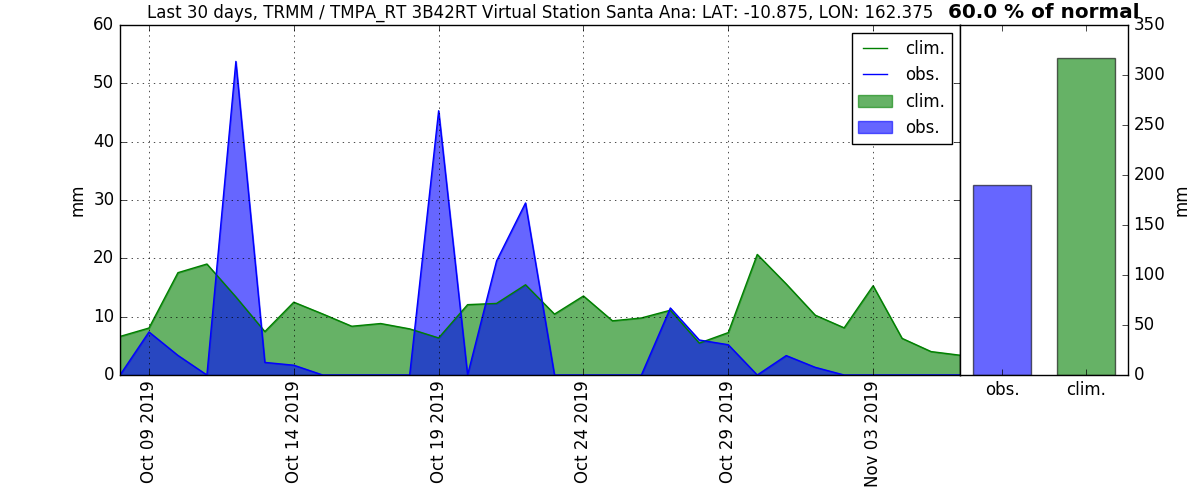 Last 30 days, TRMM / TMPA_RT 3B42RT Virtual Station Santa Ana: LAT: -10.875, LON: 162.375
60.0 % of normal
60
50
40
30
20
10
0
mm
clim.
obs.
clim.
obs.
Oct 09 2019
Oct 14 2019
Oct 19 2019
Oct 24 2019
Oct 29 2019
Nov 03 2019
350
300
250
200
150
100
50
0
mm
obs.
clim.